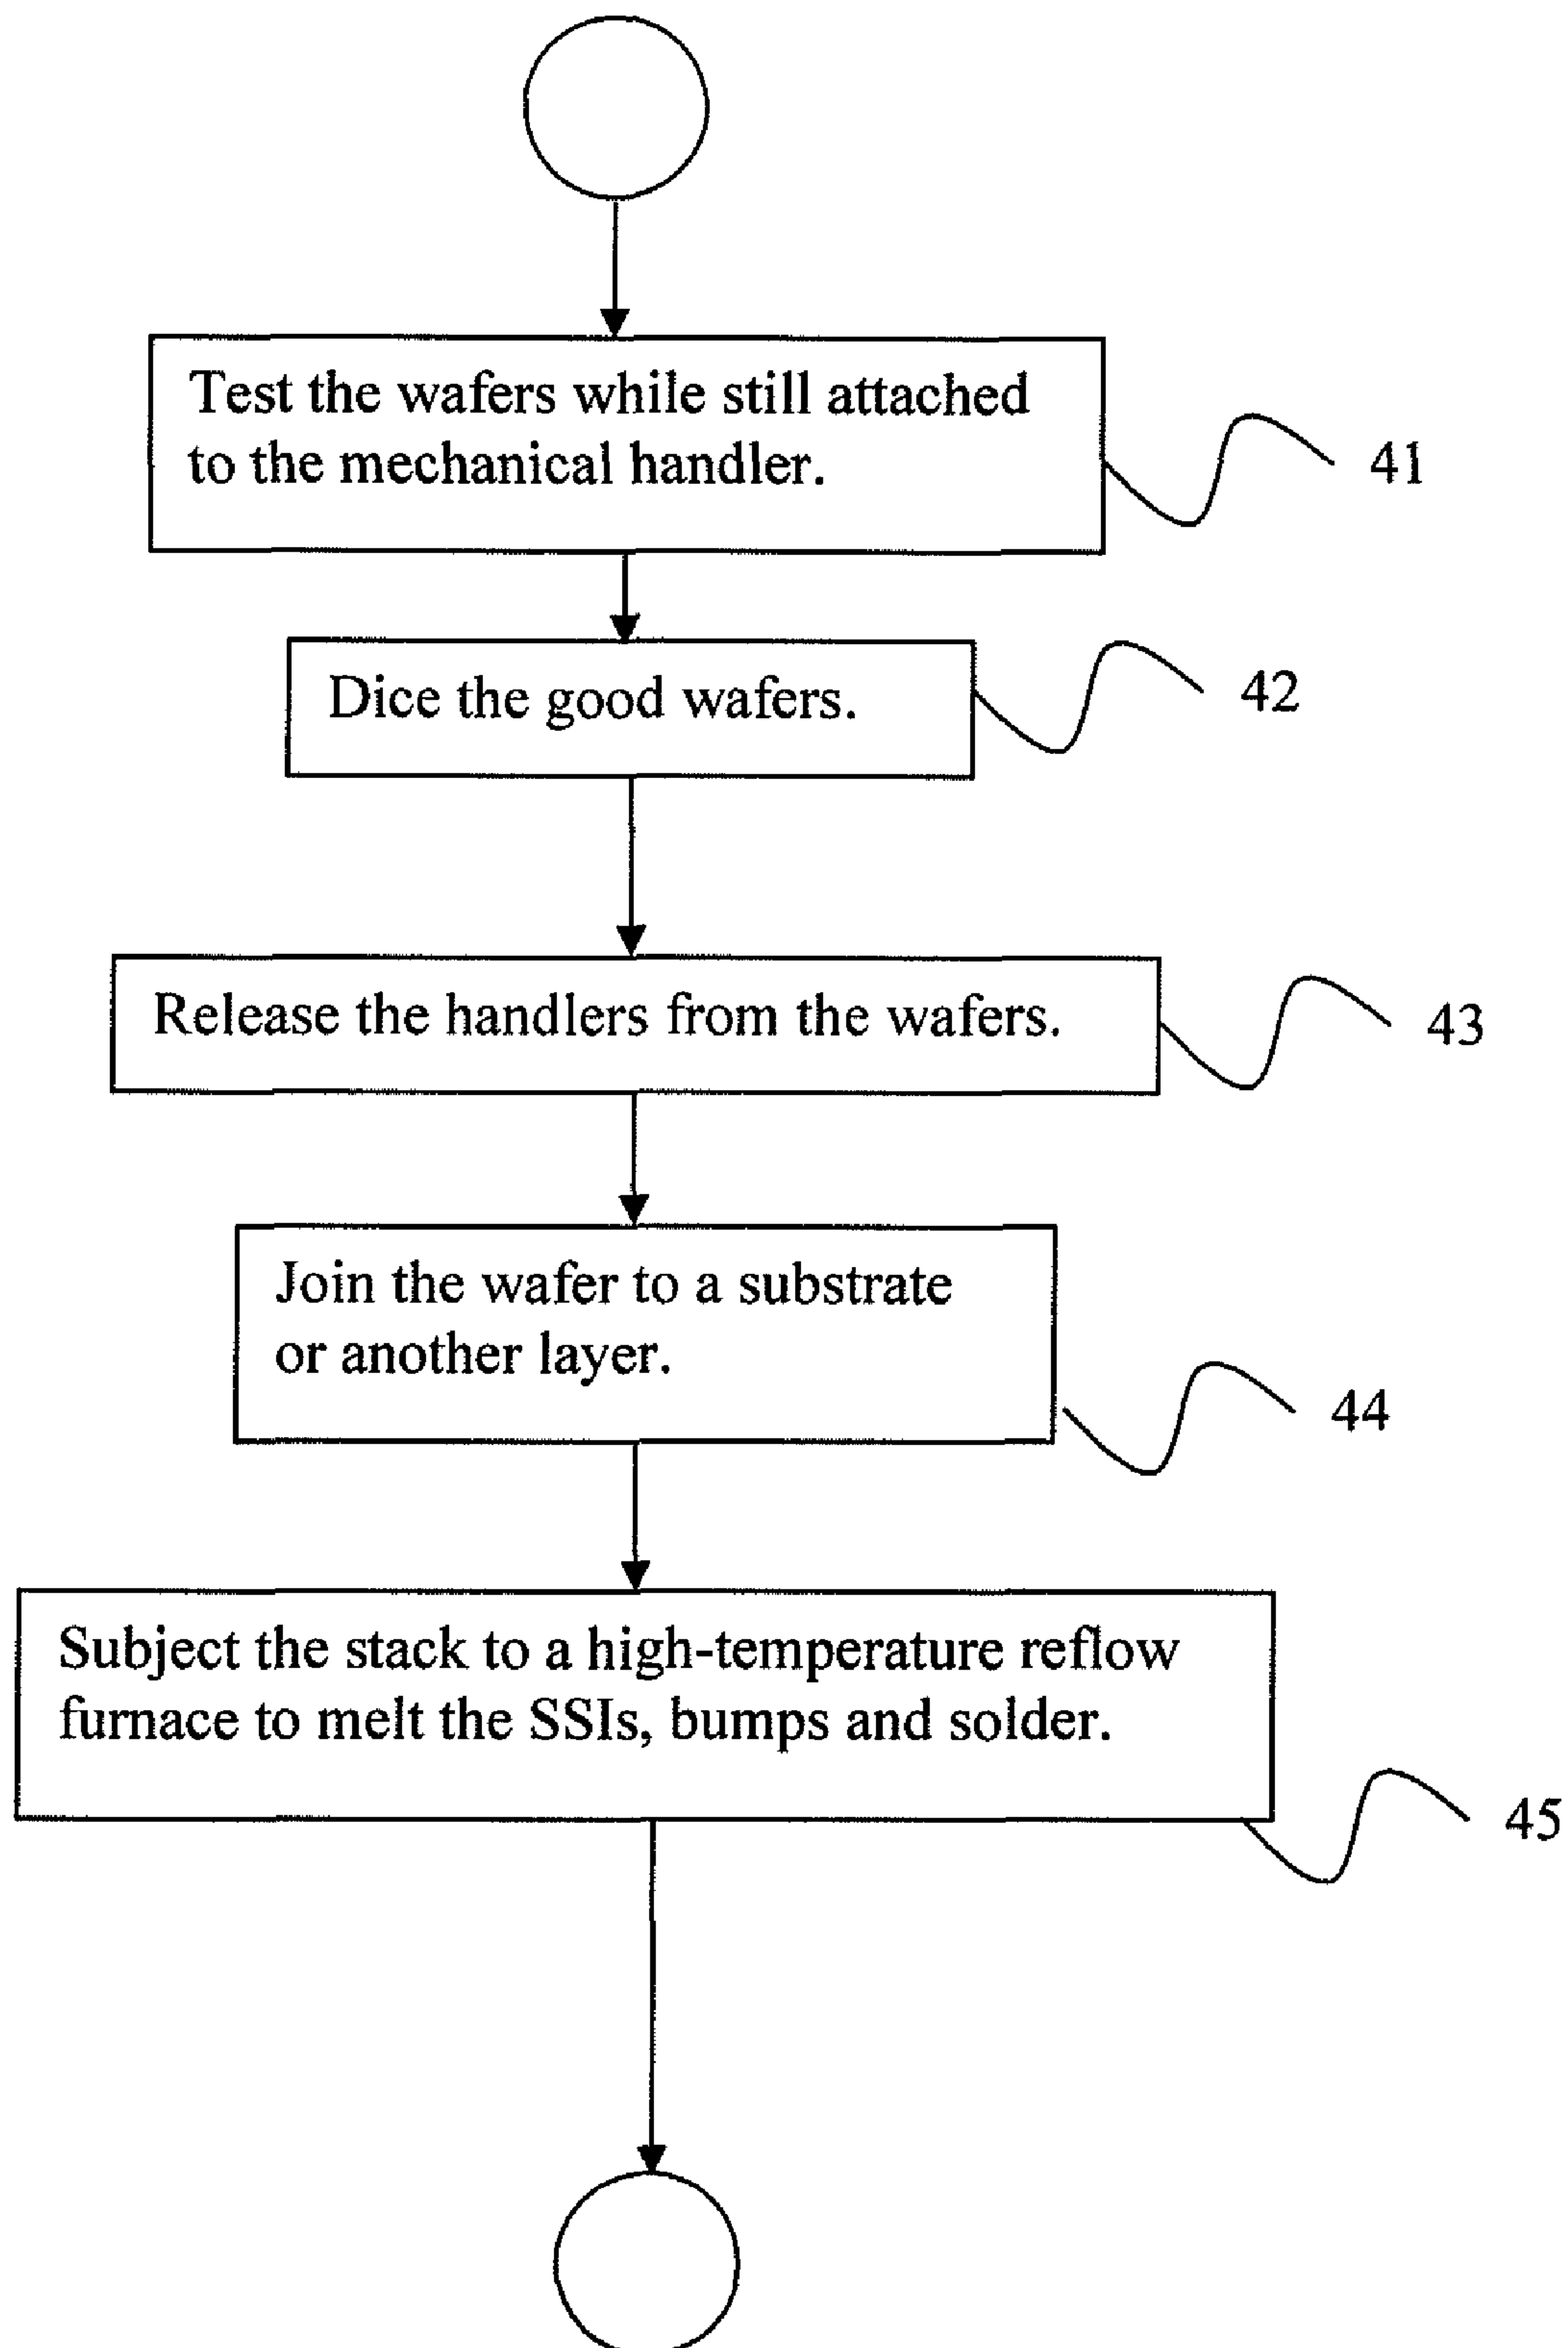 Test the wafers while still attached
to the mechanical handler.
41
Dice the good wafers.
42
Release the handlers from the wafers.
43
Join the wafer to a substrate
or another layer.
44
Subject the stack to a high-temperature reflow
furnace to melt the SSIs, bumps and solder.
45